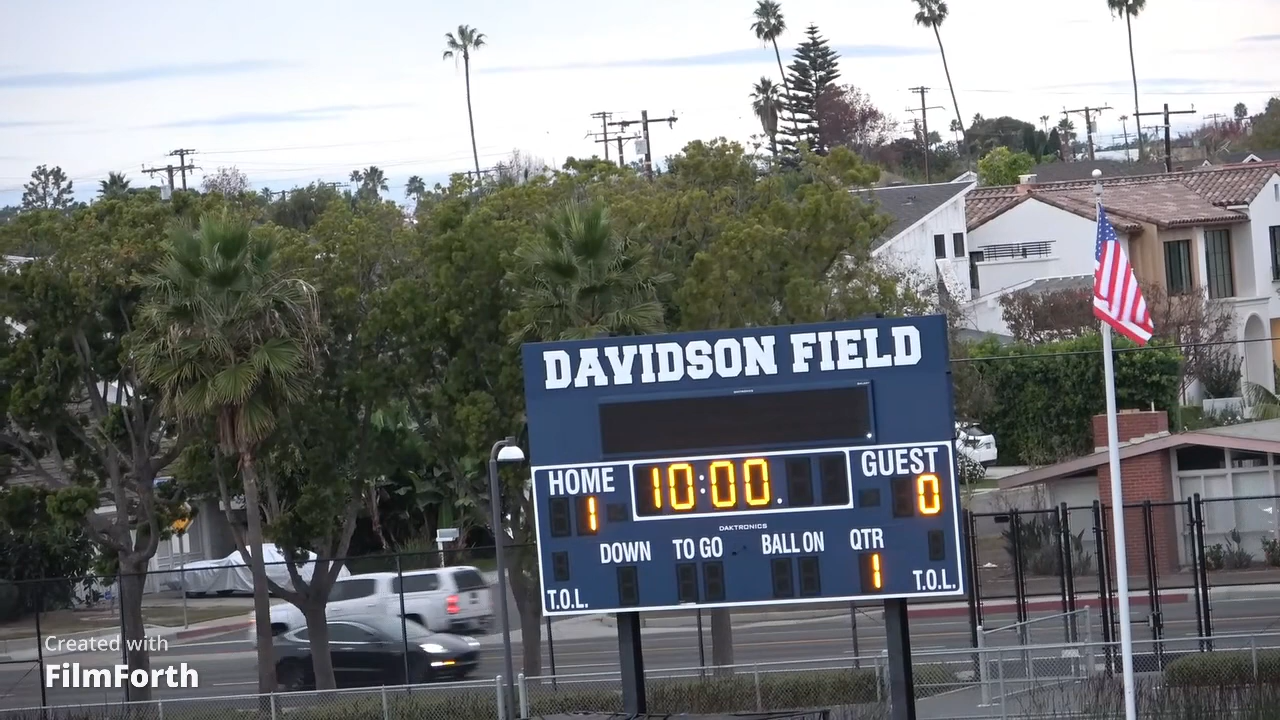 DAVIDSON FIELD
HOME 10:00 GUEST
1 0
DAKTRONICS
DOWN TO GO BALL ON QTR
1
T.O.L. T.O.L.
Created with
FilmForth